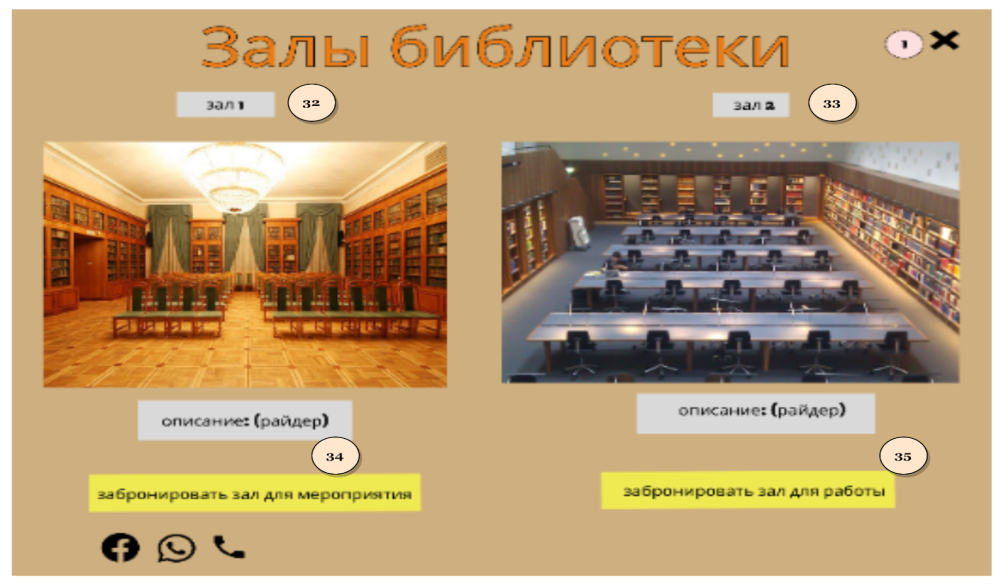 Залы библиотеки
1
зал 1
32
зал 2
33
описание: (райдер)
описание: (райдер)
34
35
забронировать зал для мероприятия
забронировать зал для работы